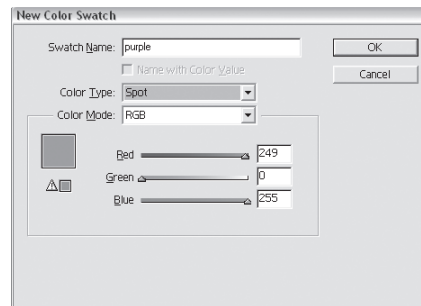 New Color Swatch
Swatch Name: purple
OK
Name with Color Value
Cancel
Color Type: Spot
Color Mode: RGB
Red 249
Green 0
Blue 255